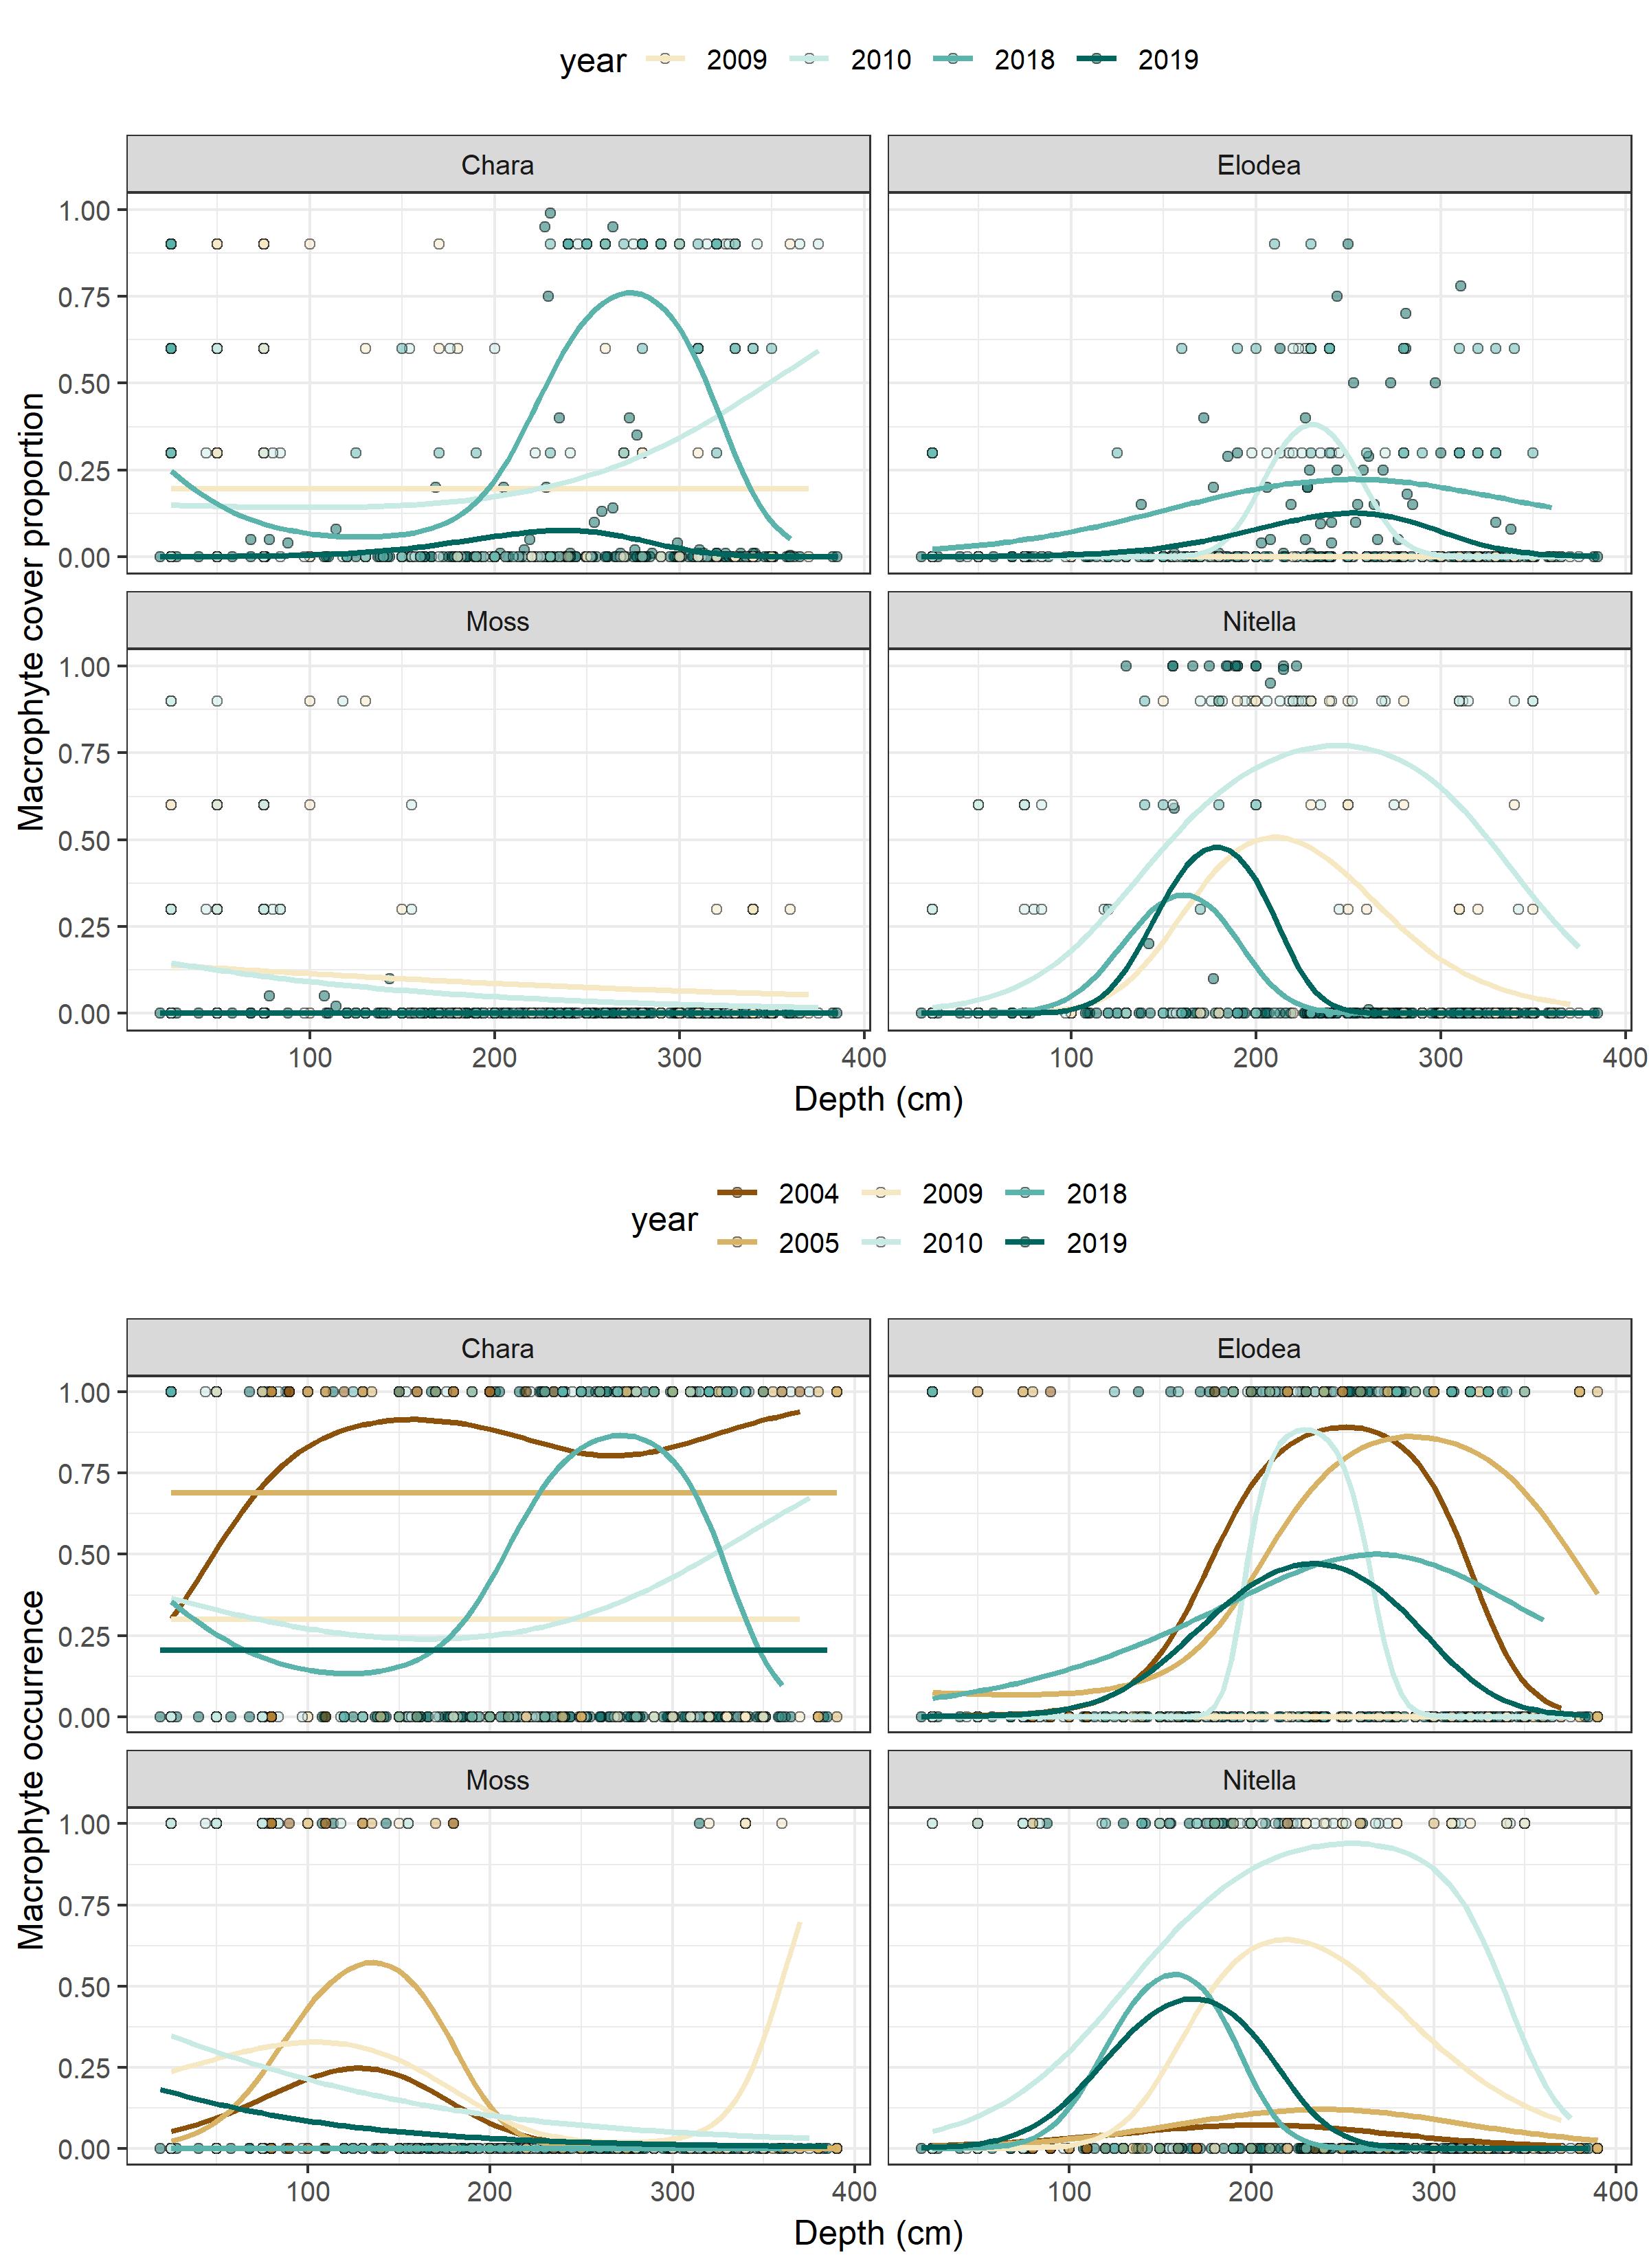 year 2009 2010 2018 2019
Chara Elodea
1.00
0.75
0.50
0.25
0.00
Moss Nitella
1.00
0.75
0.50
0.25
0.00
100 200 300 400 100 200 300 400
Depth (cm)
Macrophyte cover proportion
year
2004 2009 2018
2005 2010 2019
Chara Elodea
1.00
0.75
0.50
0.25
0.00
Moss Nitella
1.00
0.75
0.50
0.25
0.00
100 200 300 400 100 200 300 400
Depth (cm)
Macrophyte occurrence